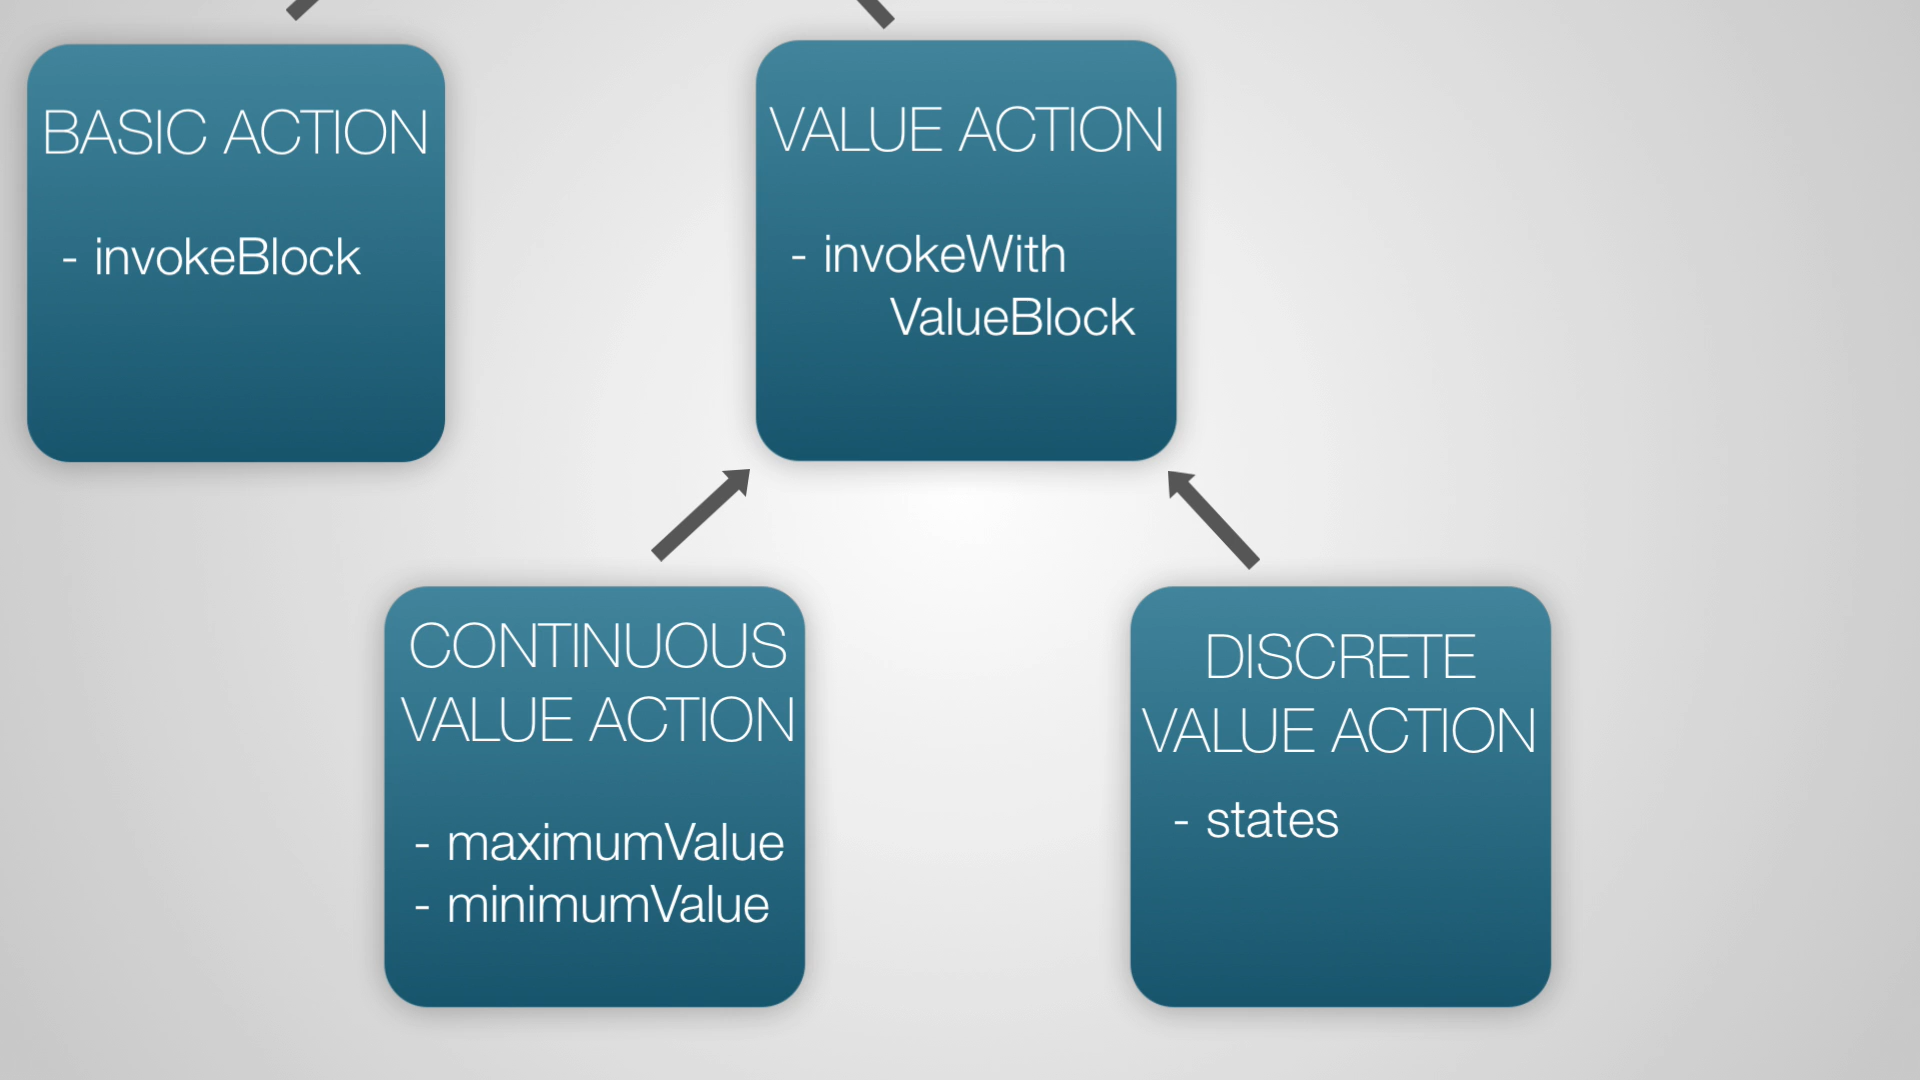 BASIC ACTION
- invokeBlock
VALUE ACTION
- invokeWith
ValueBlock
CONTINUOUS
VALUE ACTION
- maximumValue
- minimumValue
DISCRETE
VALUE ACTION
- states